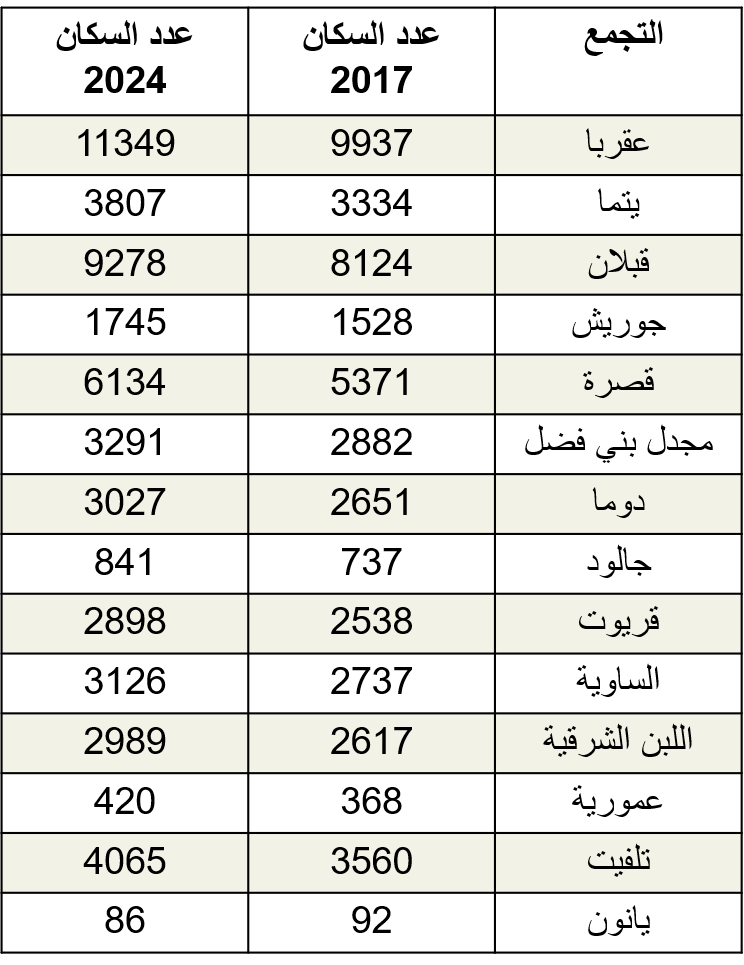 التجمع عدد السكان 2017 عدد السكان 2024
عقربا 9937 11349
يتما 3334 3807
قبلان 8124 9278
جوريش 1528 1745
قصرة 5371 6134
مجدل بني فضل 2882 3291
دوما 2651 3027
جالود 737 841
قريوت 2538 2898
الساوية 2737 3126
اللبن الشرقية 2617 2989
عمورية 368 420
تلفيت 3560 4065
يانون 92 86